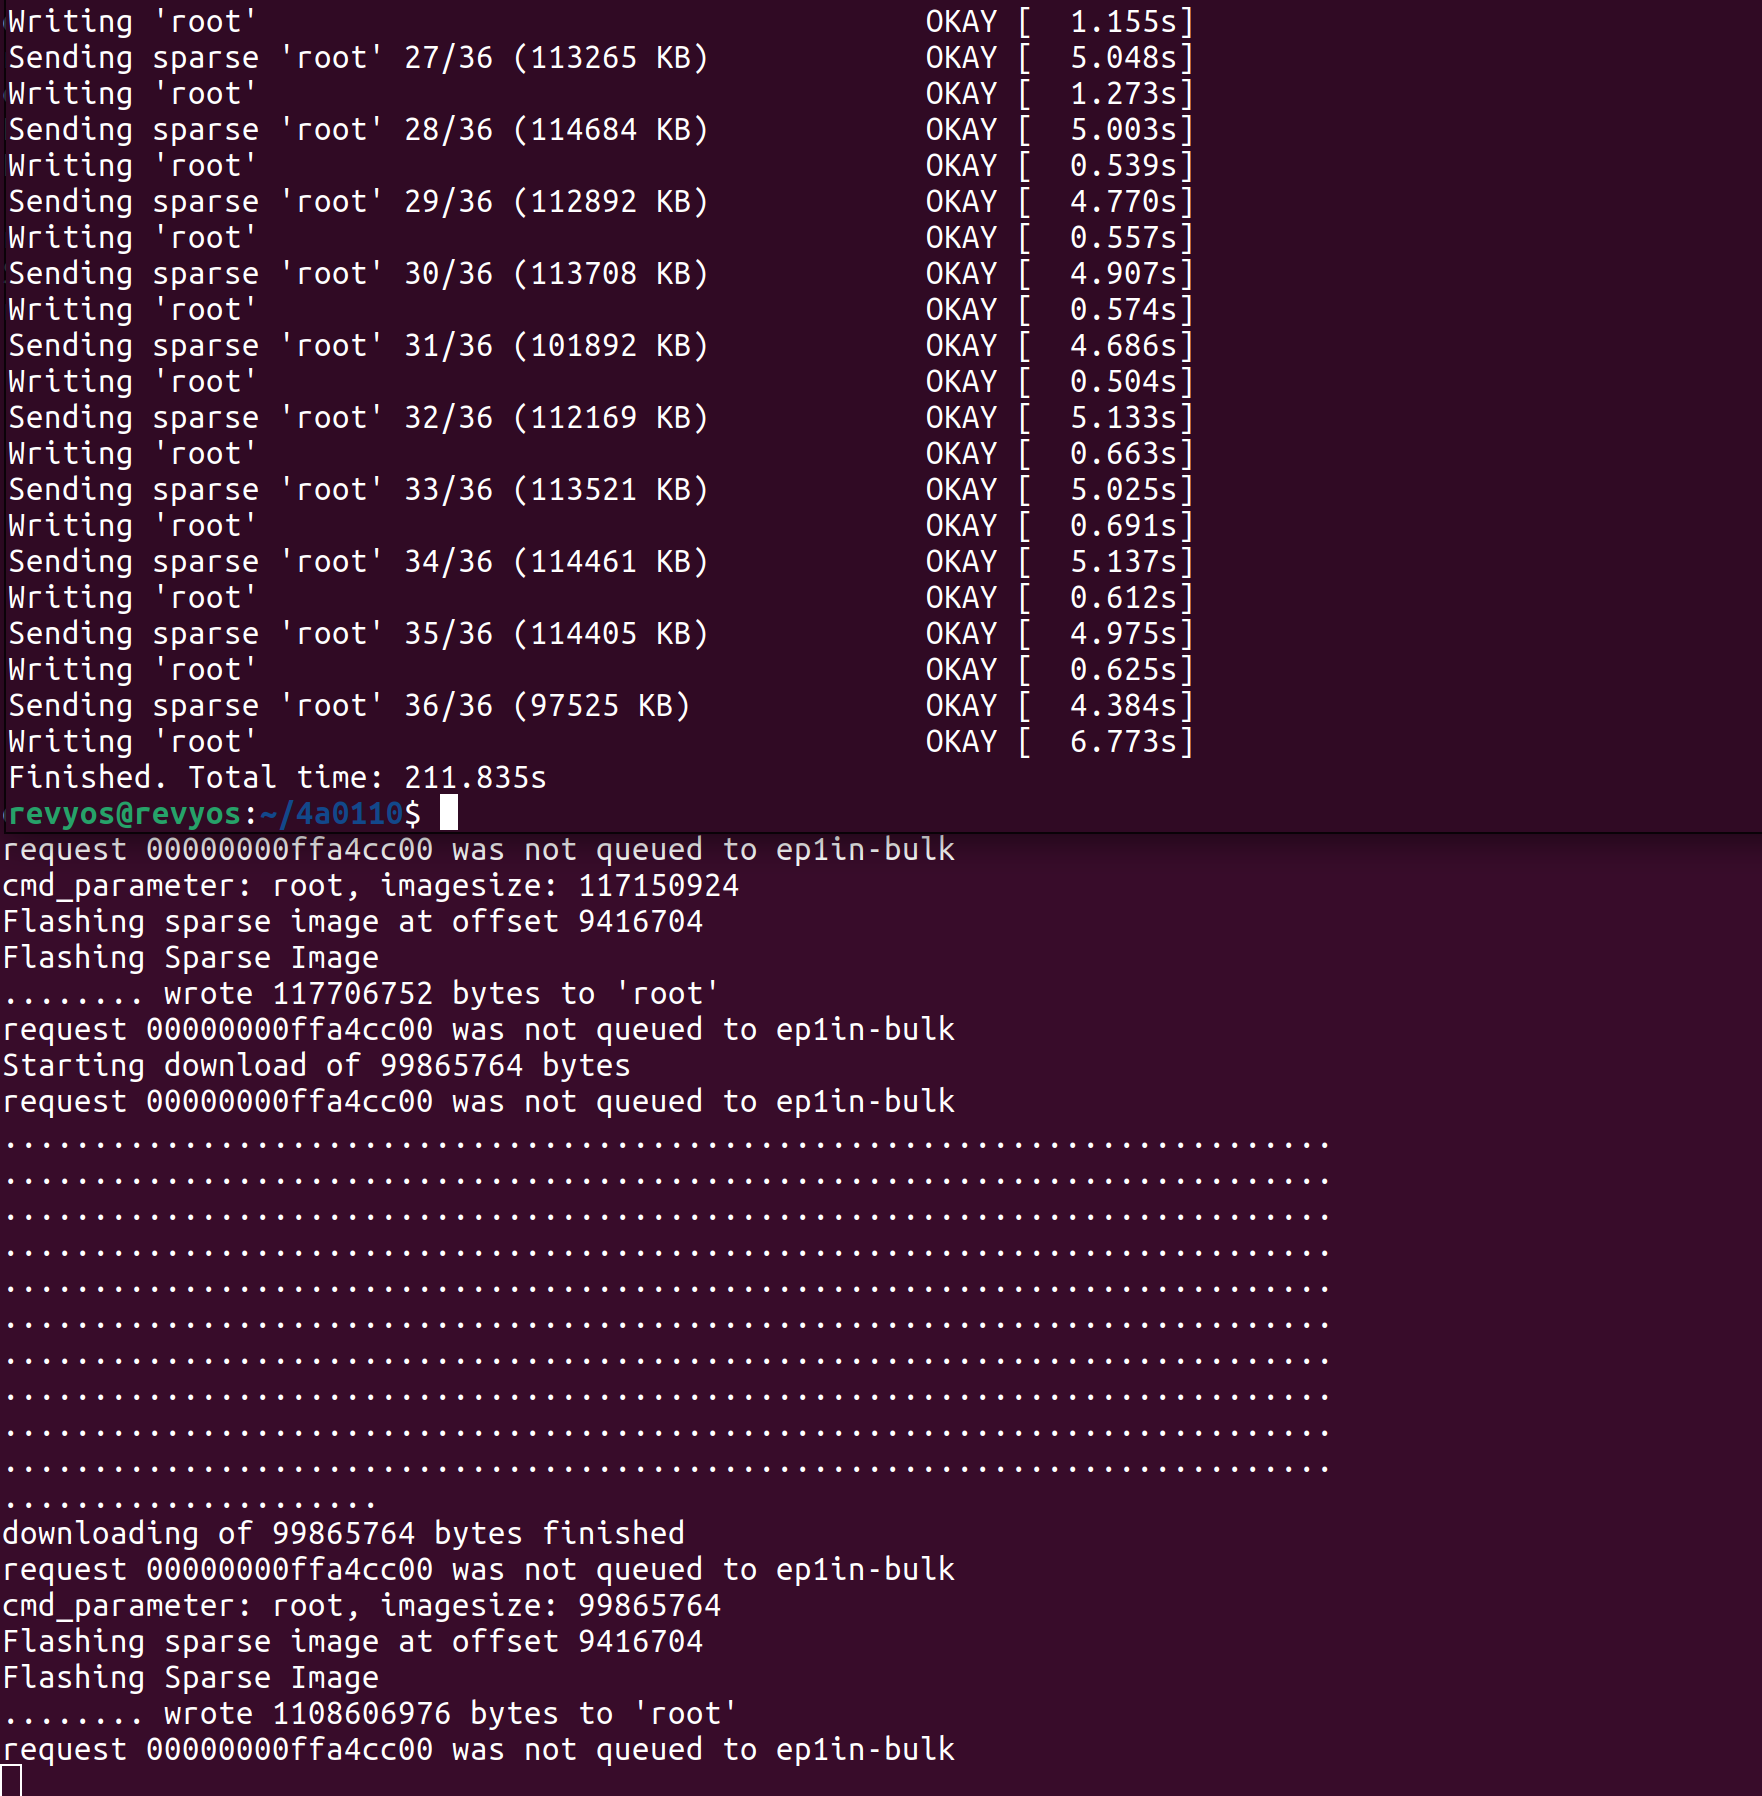 Writing 'root'                                     OKAY [  1.155s]
Sending sparse 'root' 27/36 (113265 KB)            OKAY [  5.048s]
Writing 'root'                                     OKAY [  1.273s]
Sending sparse 'root' 28/36 (114684 KB)            OKAY [  5.003s]
Writing 'root'                                     OKAY [  0.539s]
Sending sparse 'root' 29/36 (112892 KB)            OKAY [  4.770s]
Writing 'root'                                     OKAY [  0.557s]
Sending sparse 'root' 30/36 (113708 KB)            OKAY [  4.907s]
Writing 'root'                                     OKAY [  0.574s]
Sending sparse 'root' 31/36 (101892 KB)            OKAY [  4.686s]
Writing 'root'                                     OKAY [  0.504s]
Sending sparse 'root' 32/36 (112169 KB)            OKAY [  5.133s]
Writing 'root'                                     OKAY [  0.663s]
Sending sparse 'root' 33/36 (113521 KB)            OKAY [  5.025s]
Writing 'root'                                     OKAY [  0.691s]
Sending sparse 'root' 34/36 (114461 KB)            OKAY [  5.137s]
Writing 'root'                                     OKAY [  0.612s]
Sending sparse 'root' 35/36 (114405 KB)            OKAY [  4.975s]
Writing 'root'                                     OKAY [  0.625s]
Sending sparse 'root' 36/36 (97525 KB)             OKAY [  4.384s]
Writing 'root'                                     OKAY [  6.773s]
Finished. Total time: 211.835s
revyos@revyos:~/4a0110$
request 00000000ffa4cc00 was not queued to ep1in-bulk
cmd_parameter: root, imagesize: 117150924
Flashing sparse image at offset 9416704
Flashing Sparse Image
........ wrote 117706752 bytes to 'root'
request 00000000ffa4cc00 was not queued to ep1in-bulk
Starting download of 99865764 bytes
request 00000000ffa4cc00 was not queued to ep1in-bulk
..........................................................................
..........................................................................
..........................................................................
..........................................................................
..........................................................................
..........................................................................
..........................................................................
..........................................................................
..........................................................................
..........................................................................
.....................
downloading of 99865764 bytes finished
request 00000000ffa4cc00 was not queued to ep1in-bulk
cmd_parameter: root, imagesize: 99865764
Flashing sparse image at offset 9416704
Flashing Sparse Image
........ wrote 1108606976 bytes to 'root'
request 00000000ffa4cc00 was not queued to ep1in-bulk